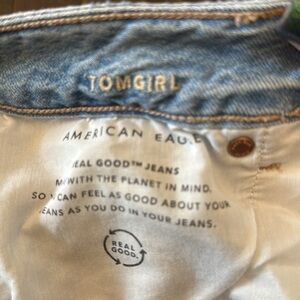 TOMGIRL
AMERICAN
GOOD™ JEANS
WITH THE PLANET IN MIND.
SO CAN FEEL AS GOOD ABOUT YOUR
AS YOU DO IN YOUR JEANS.
REAL
GOOD.